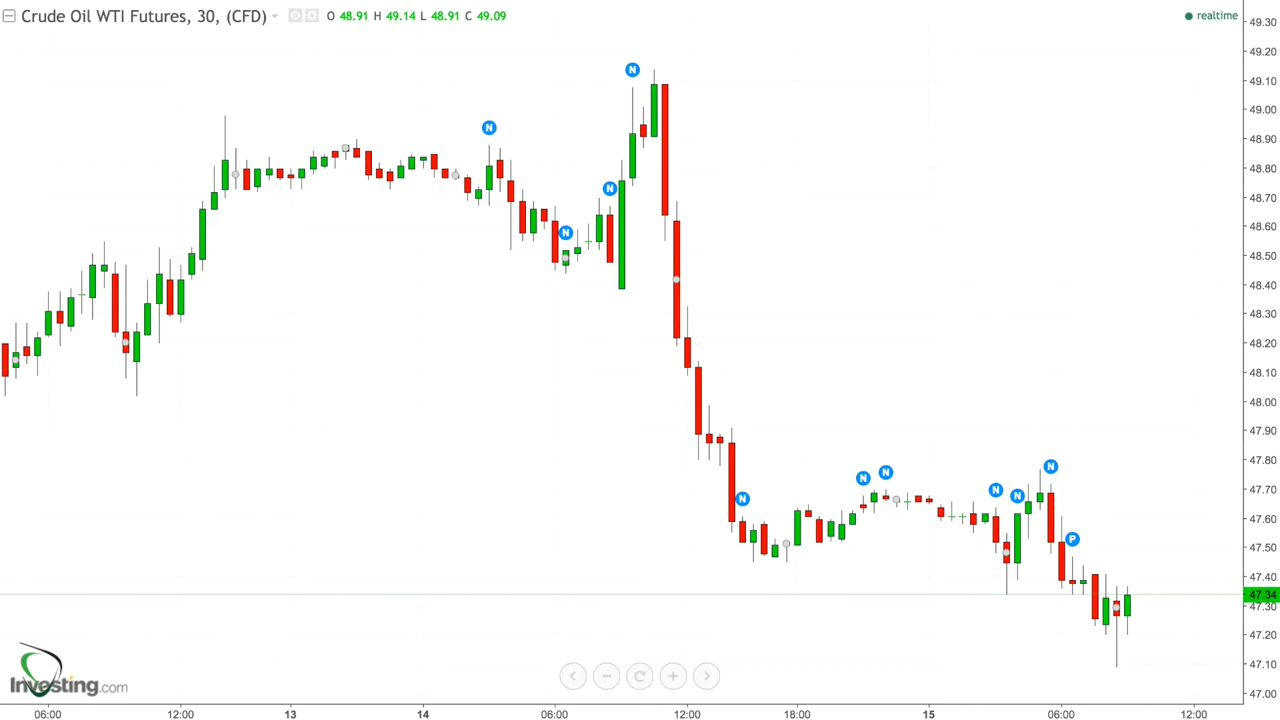 Crude Oil WTI Futures, 30, (CFD) O 48.91 H 49.14 L 48.91 C 49.09
realtime
49.30
49.20
49.10
49.00
48.90
48.80
48.70
48.60
48.50
48.40
48.30
48.20
48.10
48.00
47.90
47.80
47.70
47.60
47.50
47.40
47.34
47.30
47.20
47.10
47.00
N
N
N
N
N
N
N
N
N
N
P
Investing.com
06:00 12:00 13 14 06:00 12:00 18:00 15 06:00 12:00